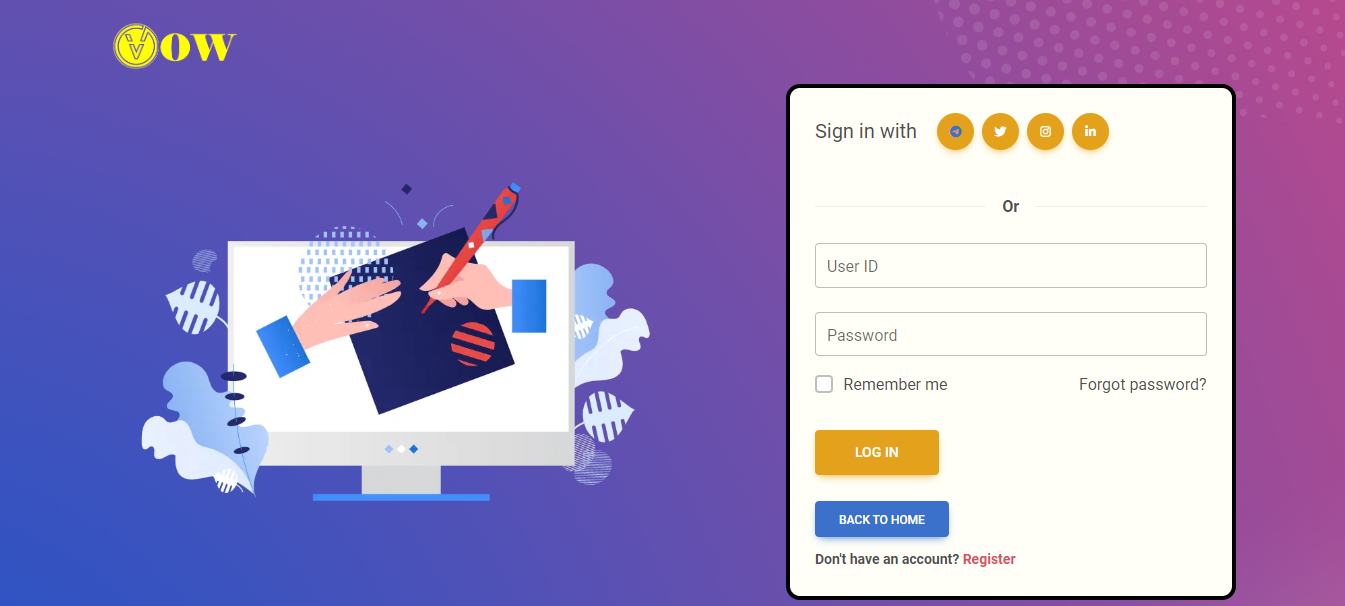 Vow
Sign in with
Or
User ID
Password
Remember me
Forgot password?
LOG IN
BACK TO HOME
Don't have an account? Register